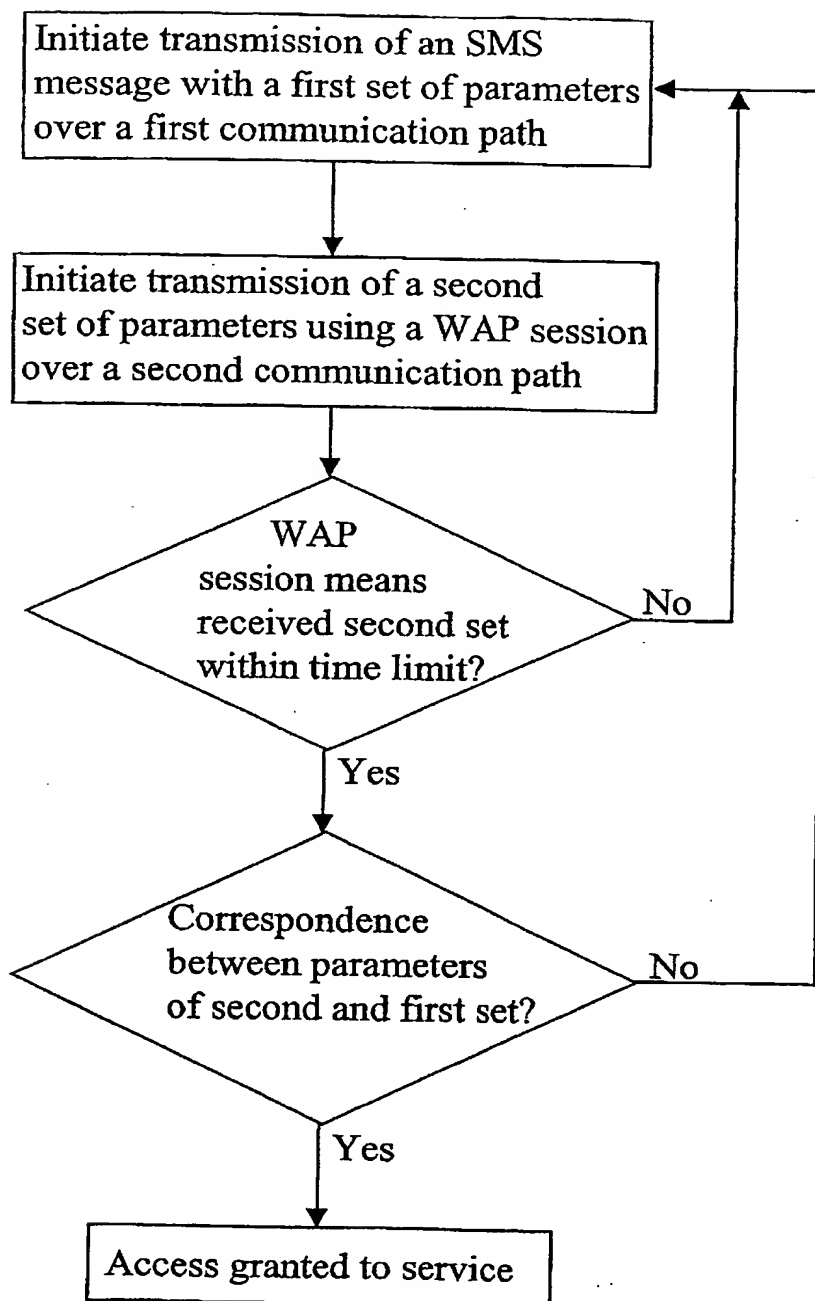 Initiate transmission of an SMS
message with a first set of parameters
over a first communication path
Initiate transmission of a second
set of parameters using a WAP session
over a second communication path
WAP
session means
received second set
within time limit?
No
Yes
Correspondence
between parameters
of second and first set?
No
Yes
Access granted to service